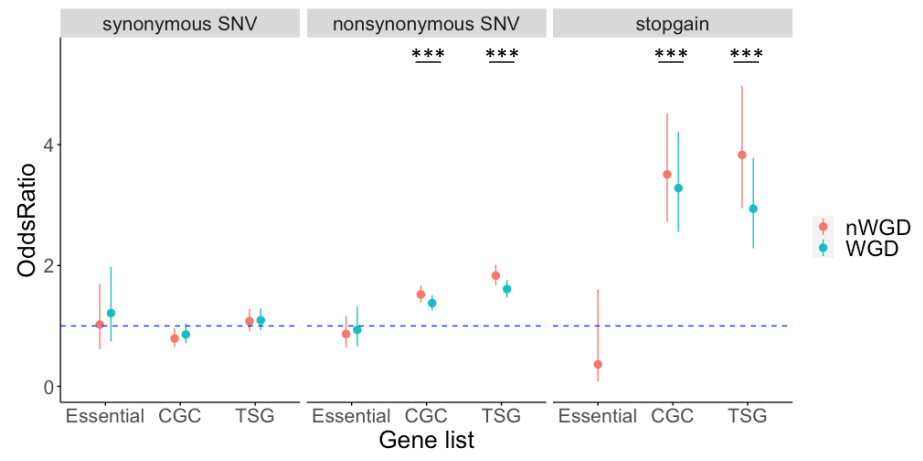 synonymous SNV
nonsynonymous SNV
stopgain
*** *** *** ***
OddsRatio
4
2
0
nWGD
WGD
Essential CGC TSG
Essential CGC TSG
Essential CGC TSG
Gene list